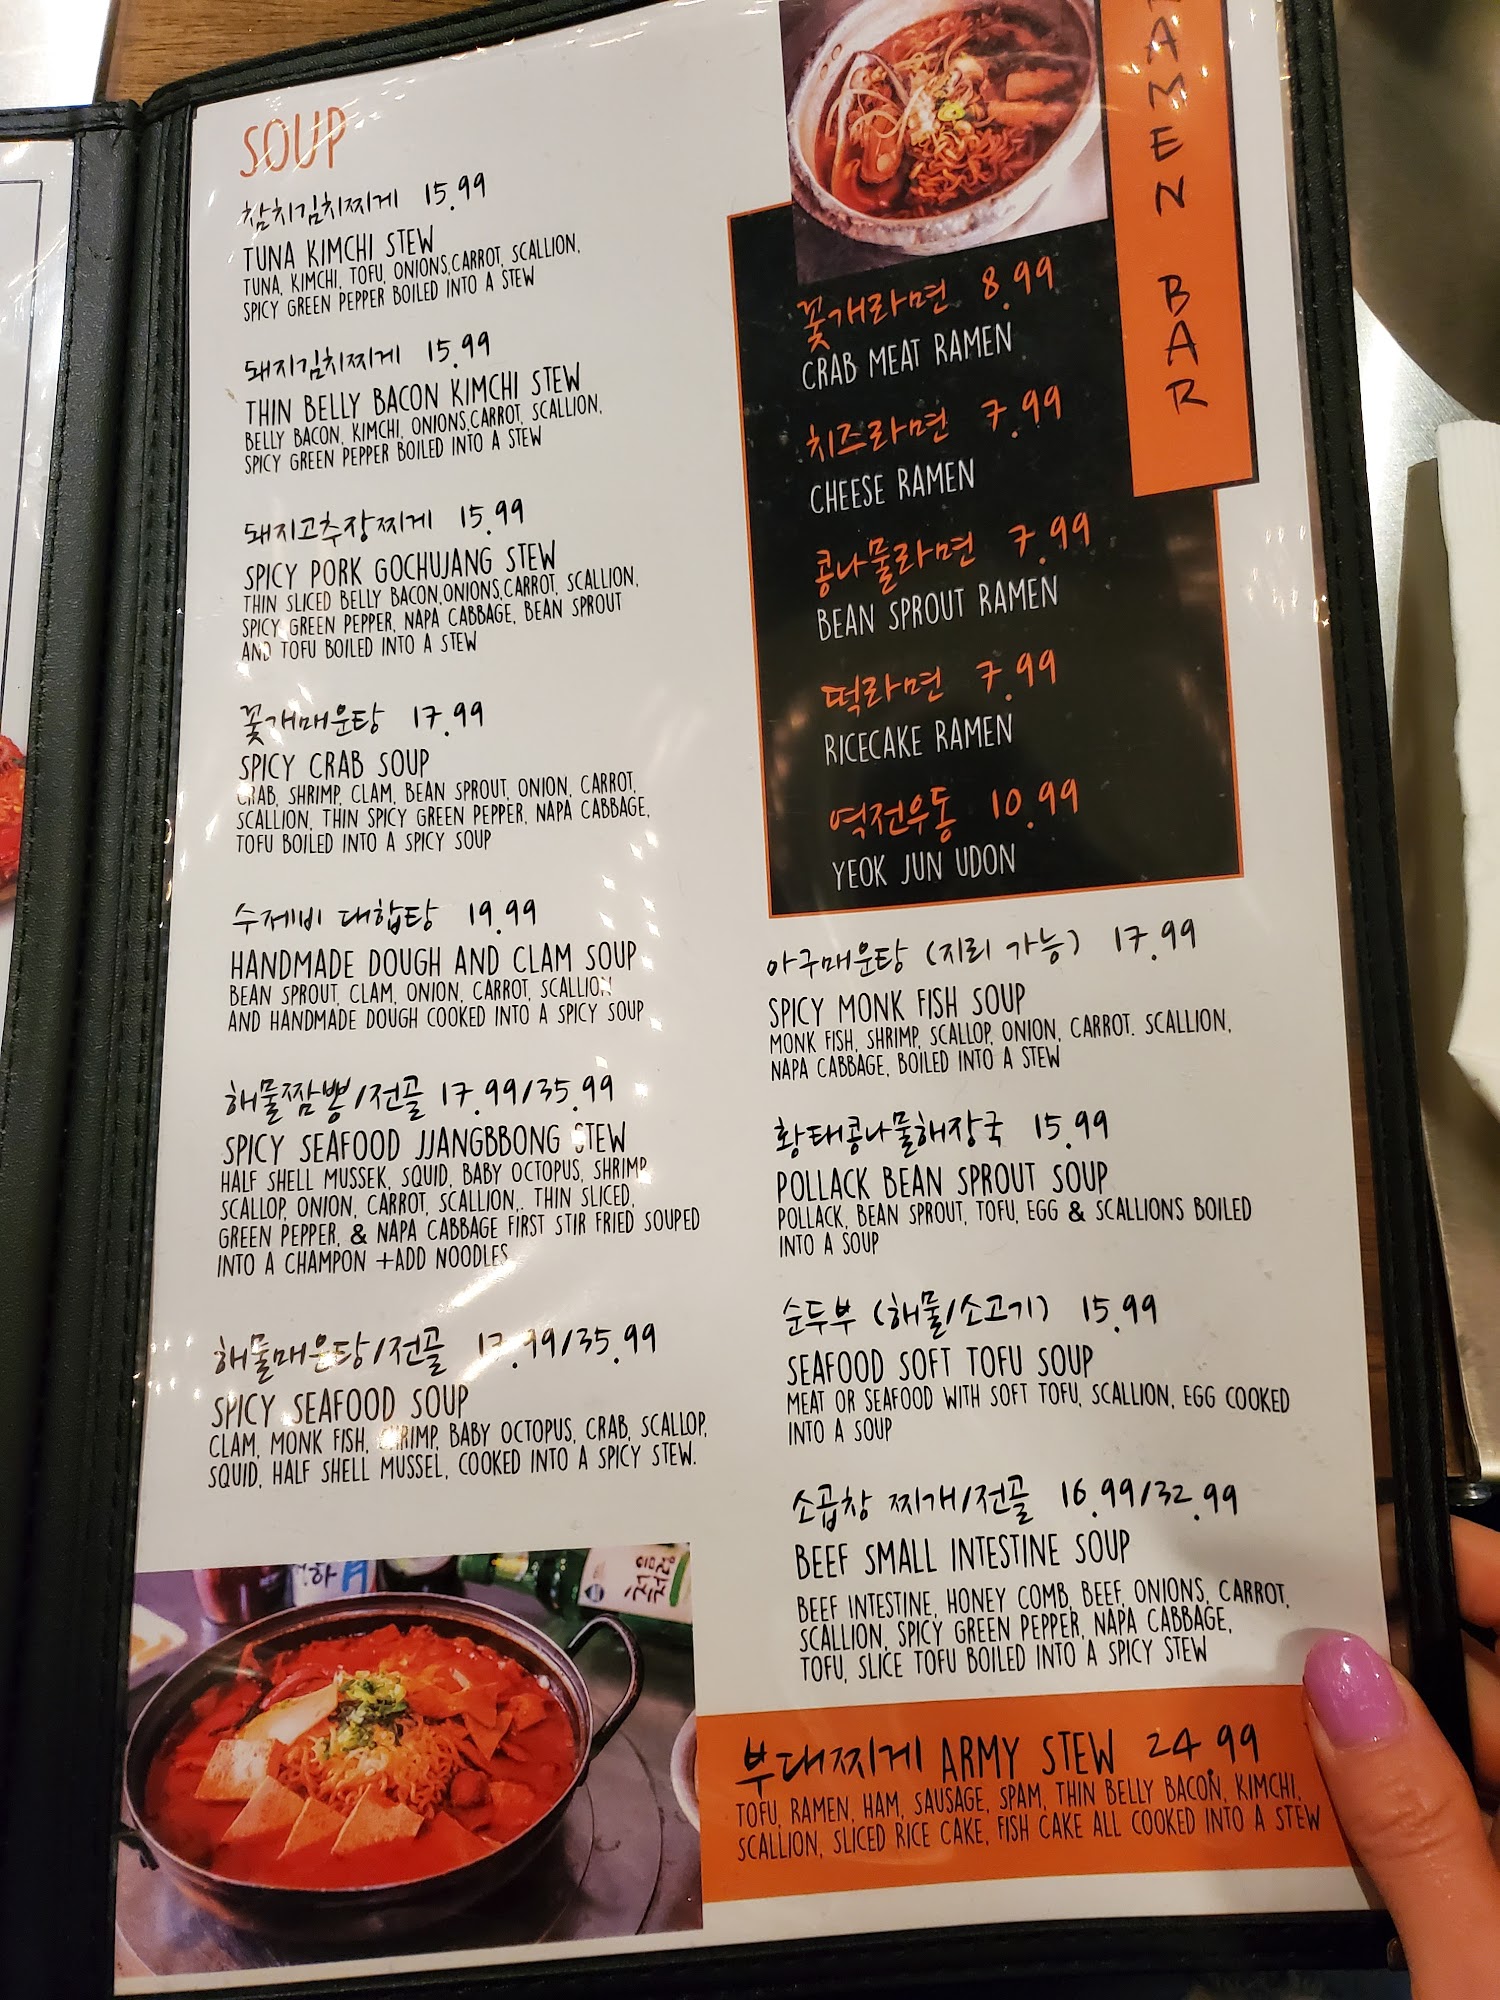 SOUP
참치김치찌게 15.99
TUNA KIMCHI STEW
TUNA, KIMCHI, TOFU, ONIONS,CARROT, SCALLION,
SPICY GREEN PEPPER BOILED INTO A STEW
돼지김치찌게 15.99
THIN BELLY BACON KIMCHI STEW
BELLY BACON, KIMCHI, ONIONS,CARROT, SCALLION,
SPICY GREEN PEPPER BOILED INTO A STEW
돼지고추장찌게 15.99
SPICY PORK GOCHUJANG STEW
THIN SLICED BELLY BACON,ONIONS,CARROT, SCALLION,
SPICY GREEN PEPPER, NAPA CABBAGE, BEAN SPROUT
AND TOFU BOILED INTO A STEW
꽃개매운탕 17.99
SPICY CRAB SOUP
CRAB, SHRIMP, CLAM, BEAN SPROUT, ONION, CARROT,
SCALLION, THIN SPICY GREEN PEPPER, NAPA CABBAGE,
TOFU BOILED INTO A SPICY SOUP
수제비 대합탕 19.99
HANDMADE DOUGH AND CLAM SOUP
BEAN SPROUT, CLAM, ONION, CARROT, SCALLION
AND HANDMADE DOUGH COOKED INTO A SPICY SOUP
해물짬뽕/전골 17.99/35.99
SPICY SEAFOOD JJANGBBONG STEW
HALF SHELL MUSSEK, SQUID, BABY OCTOPUS, SHRIMP
SCALLOP, ONION, CARROT, SCALLION,. THIN SLICED,
GREEN PEPPER, & NAPA CABBAGE FIRST STIR FRIED SOUPED
INTO A CHAMPON +ADD NOODLES
해물매운탕/전골 17.99/35.99
SPICY SEAFOOD SOUP
CLAM, MONK FISH, SHRIMP, BABY OCTOPUS, CRAB, SCALLOP,
SQUID, HALF SHELL MUSSEL, COOKED INTO A SPICY STEW.
RAMEN BAR
꽃개라면 8.99
CRAB MEAT RAMEN
치즈라면 7.99
CHEESE RAMEN
콩나물라면 7.99
BEAN SPROUT RAMEN
떡라면 7.99
RICECAKE RAMEN
역전우동 10.99
YEOK JUN UDON
아구매운탕 (지리 가능) 17.99
SPICY MONK FISH SOUP
MONK FISH, SHRIMP, SCALLOP, ONION, CARROT. SCALLION,
NAPA CABBAGE, BOILED INTO A STEW
황태콩나물해장국 15.99
POLLACK BEAN SPROUT SOUP
POLLACK, BEAN SPROUT, TOFU, EGG & SCALLIONS BOILED
INTO A SOUP
순두부 (해물/소고기) 15.99
SEAFOOD SOFT TOFU SOUP
MEAT OR SEAFOOD WITH SOFT TOFU, SCALLION, EGG COOKED
INTO A SOUP
소곱창 찌개/전골 16.99/32.99
BEEF SMALL INTESTINE SOUP
BEEF INTESTINE, HONEY COMB, BEEF, ONIONS, CARROT,
SCALLION, SPICY GREEN PEPPER, NAPA CABBAGE,
TOFU, SLICE TOFU BOILED INTO A SPICY STEW
부대찌게 ARMY STEW 24.99
TOFU, RAMEN, HAM, SAUSAGE, SPAM, THIN BELLY BACON, KIMCHI,
SCALLION, SLICED RICE CAKE, FISH CAKE ALL COOKED INTO A STEW